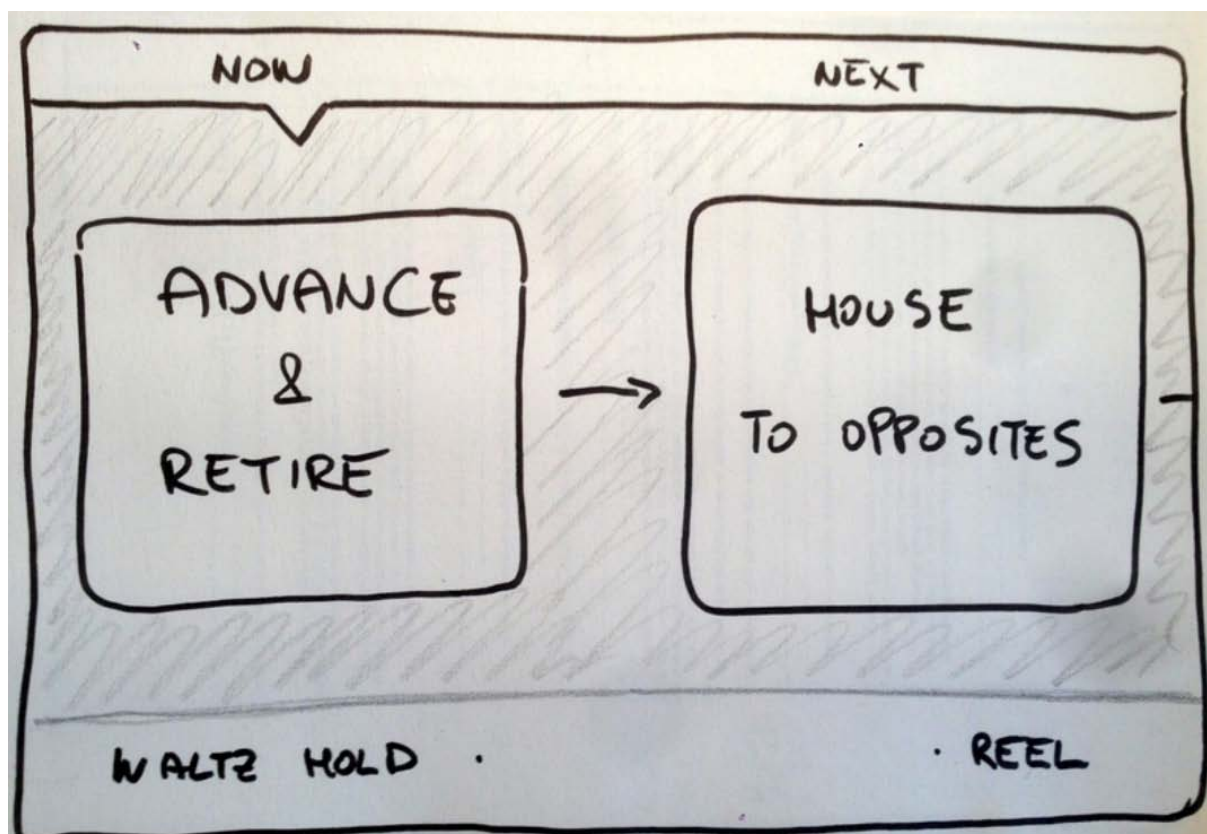 NOW
NEXT
ADVANCE
&
RETIRE
HOUSE
TO OPPOSITES
WALTZ HOLD .
. REEL